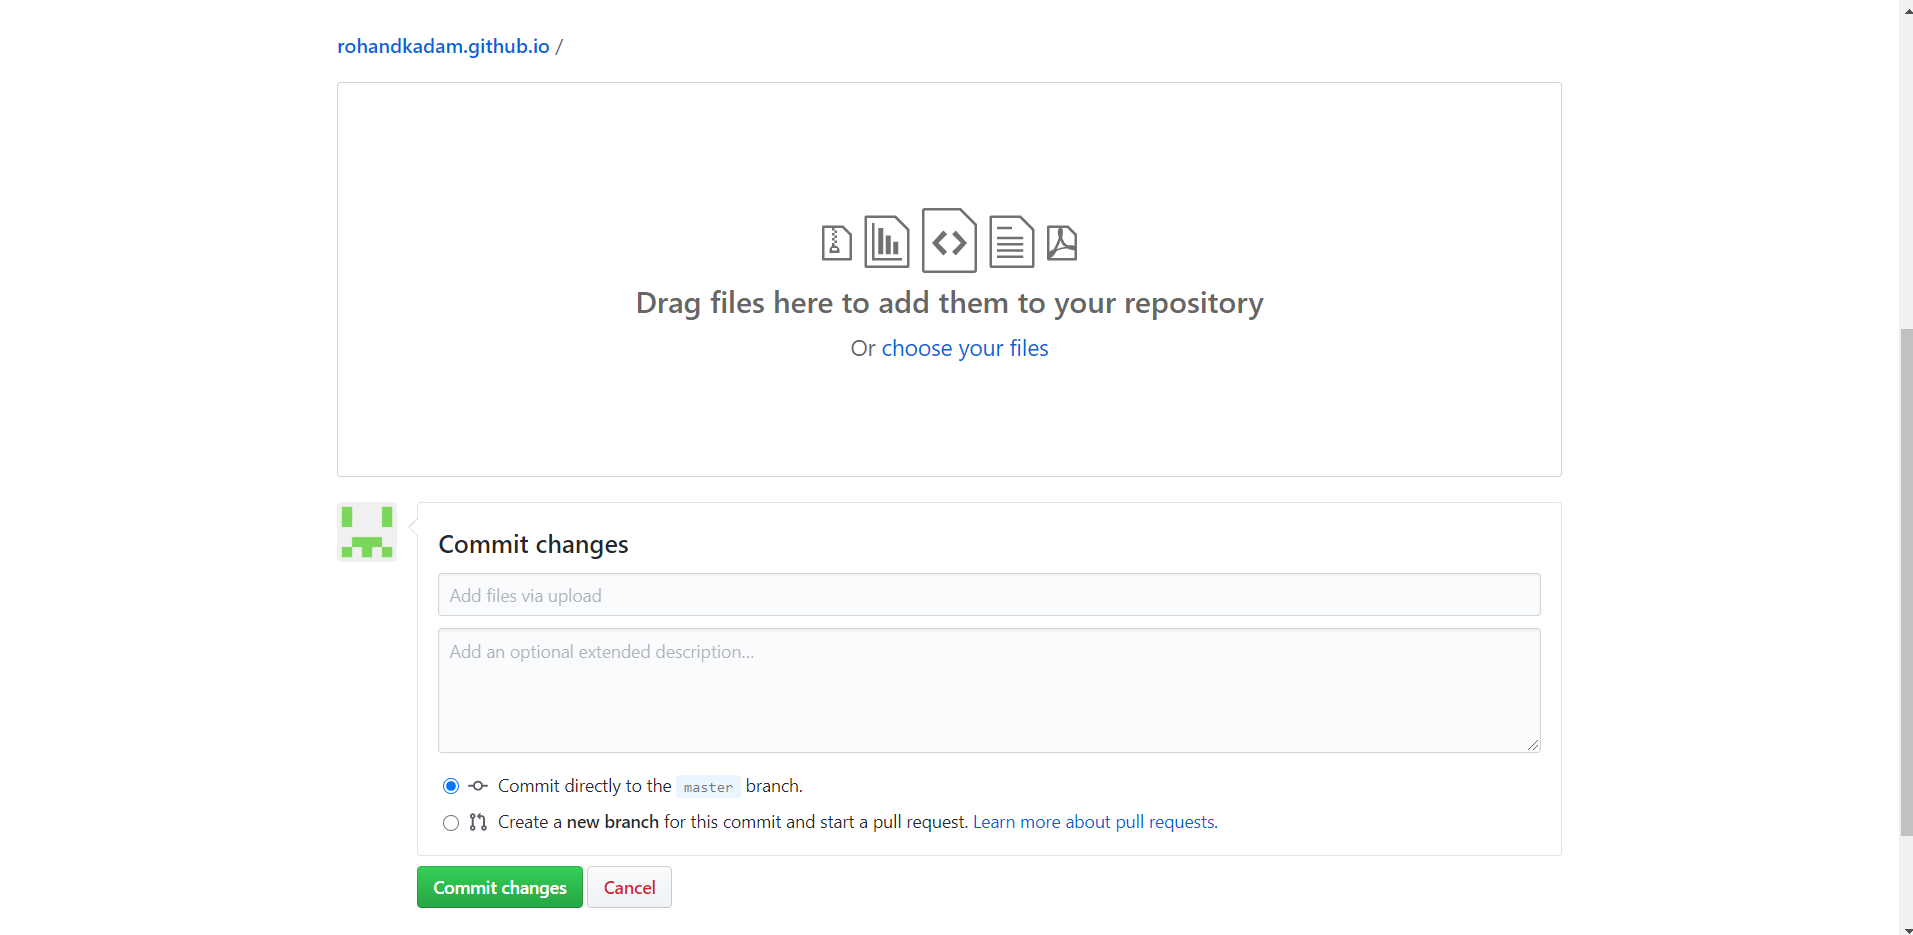 rohandkadam.github.io /
Drag files here to add them to your repository
Or choose your files
Commit changes
Add files via upload
Add an optional extended description...
Commit directly to the master branch.
Create a new branch for this commit and start a pull request. Learn more about pull requests.
Commit changes Cancel